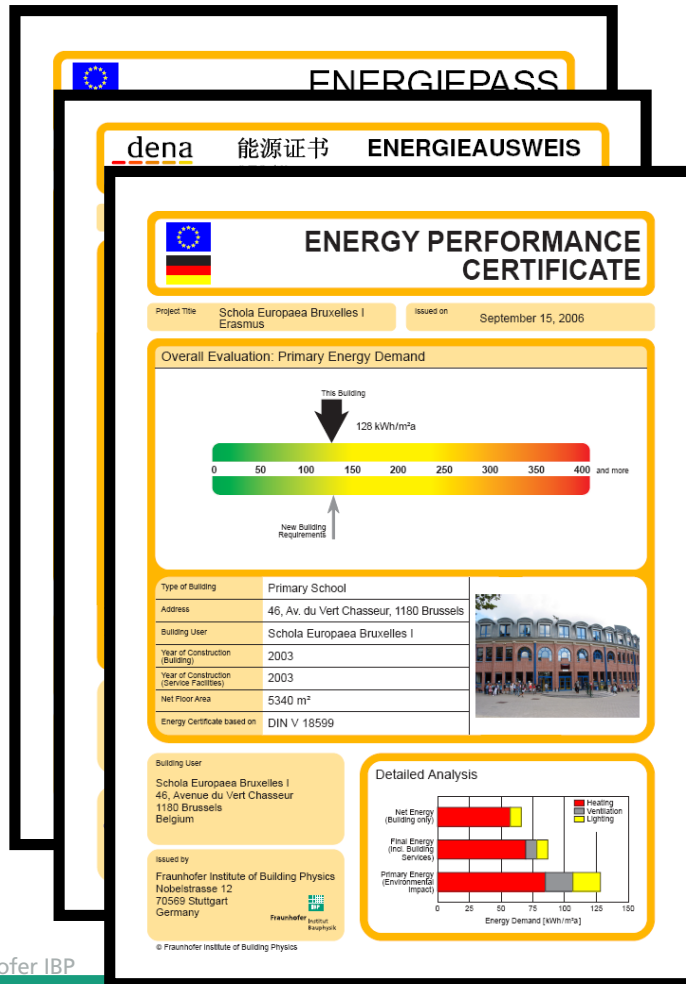 ENERGIEPASS
dena 能源证书 ENERGIEAUSWEIS
ENERGY PERFORMANCE
CERTIFICATE
Project Title
Schola Europaea Bruxelles I
Erasmus
Issued on
September 15, 2006
Overall Evaluation: Primary Energy Demand
This Building
128 kWh/m²a
0 50 100 150 200 250 300 350 400 and more
New Building
Requirements
Type of Building Primary School
Address 46, Av. du Vert Chasseur, 1180 Brussels
Building User Schola Europaea Bruxelles I
Year of Construction
(Building) 2003
Year of Construction
(Service Facilities) 2003
Net Floor Area 5340 m²
Energy Certificate based on DIN V 18599
Building User
Schola Europaea Bruxelles I
46, Avenue du Vert Chasseur
1180 Brussels
Belgium
Issued by
Fraunhofer Institute of Building Physics
Nobelstrasse 12
70569 Stuttgart
Germany
IBP
Fraunhofer Institut
Bauphysik
Detailed Analysis
Heating
Ventilation
Lighting
Net Energy
(Building only)
Final Energy
(Incl. Building
Services)
Primary Energy
(Environmental
Impact)
0 25 50 75 100 125 150
Energy Demand [kWh/m²a]
© Fraunhofer Institute of Building Physics
ofer IBP